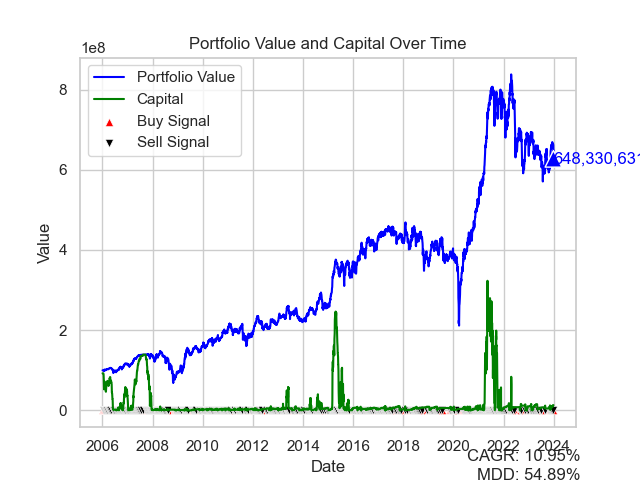 Portfolio Value and Capital Over Time
1e8
Portfolio Value
Capital
Buy Signal
Sell Signal
8
6
4
2
0
Value
648,330,631
2006 2008 2010 2012 2014 2016 2018 2020 2022 2024
Date
CAGR: 10.95%
MDD: 54.89%